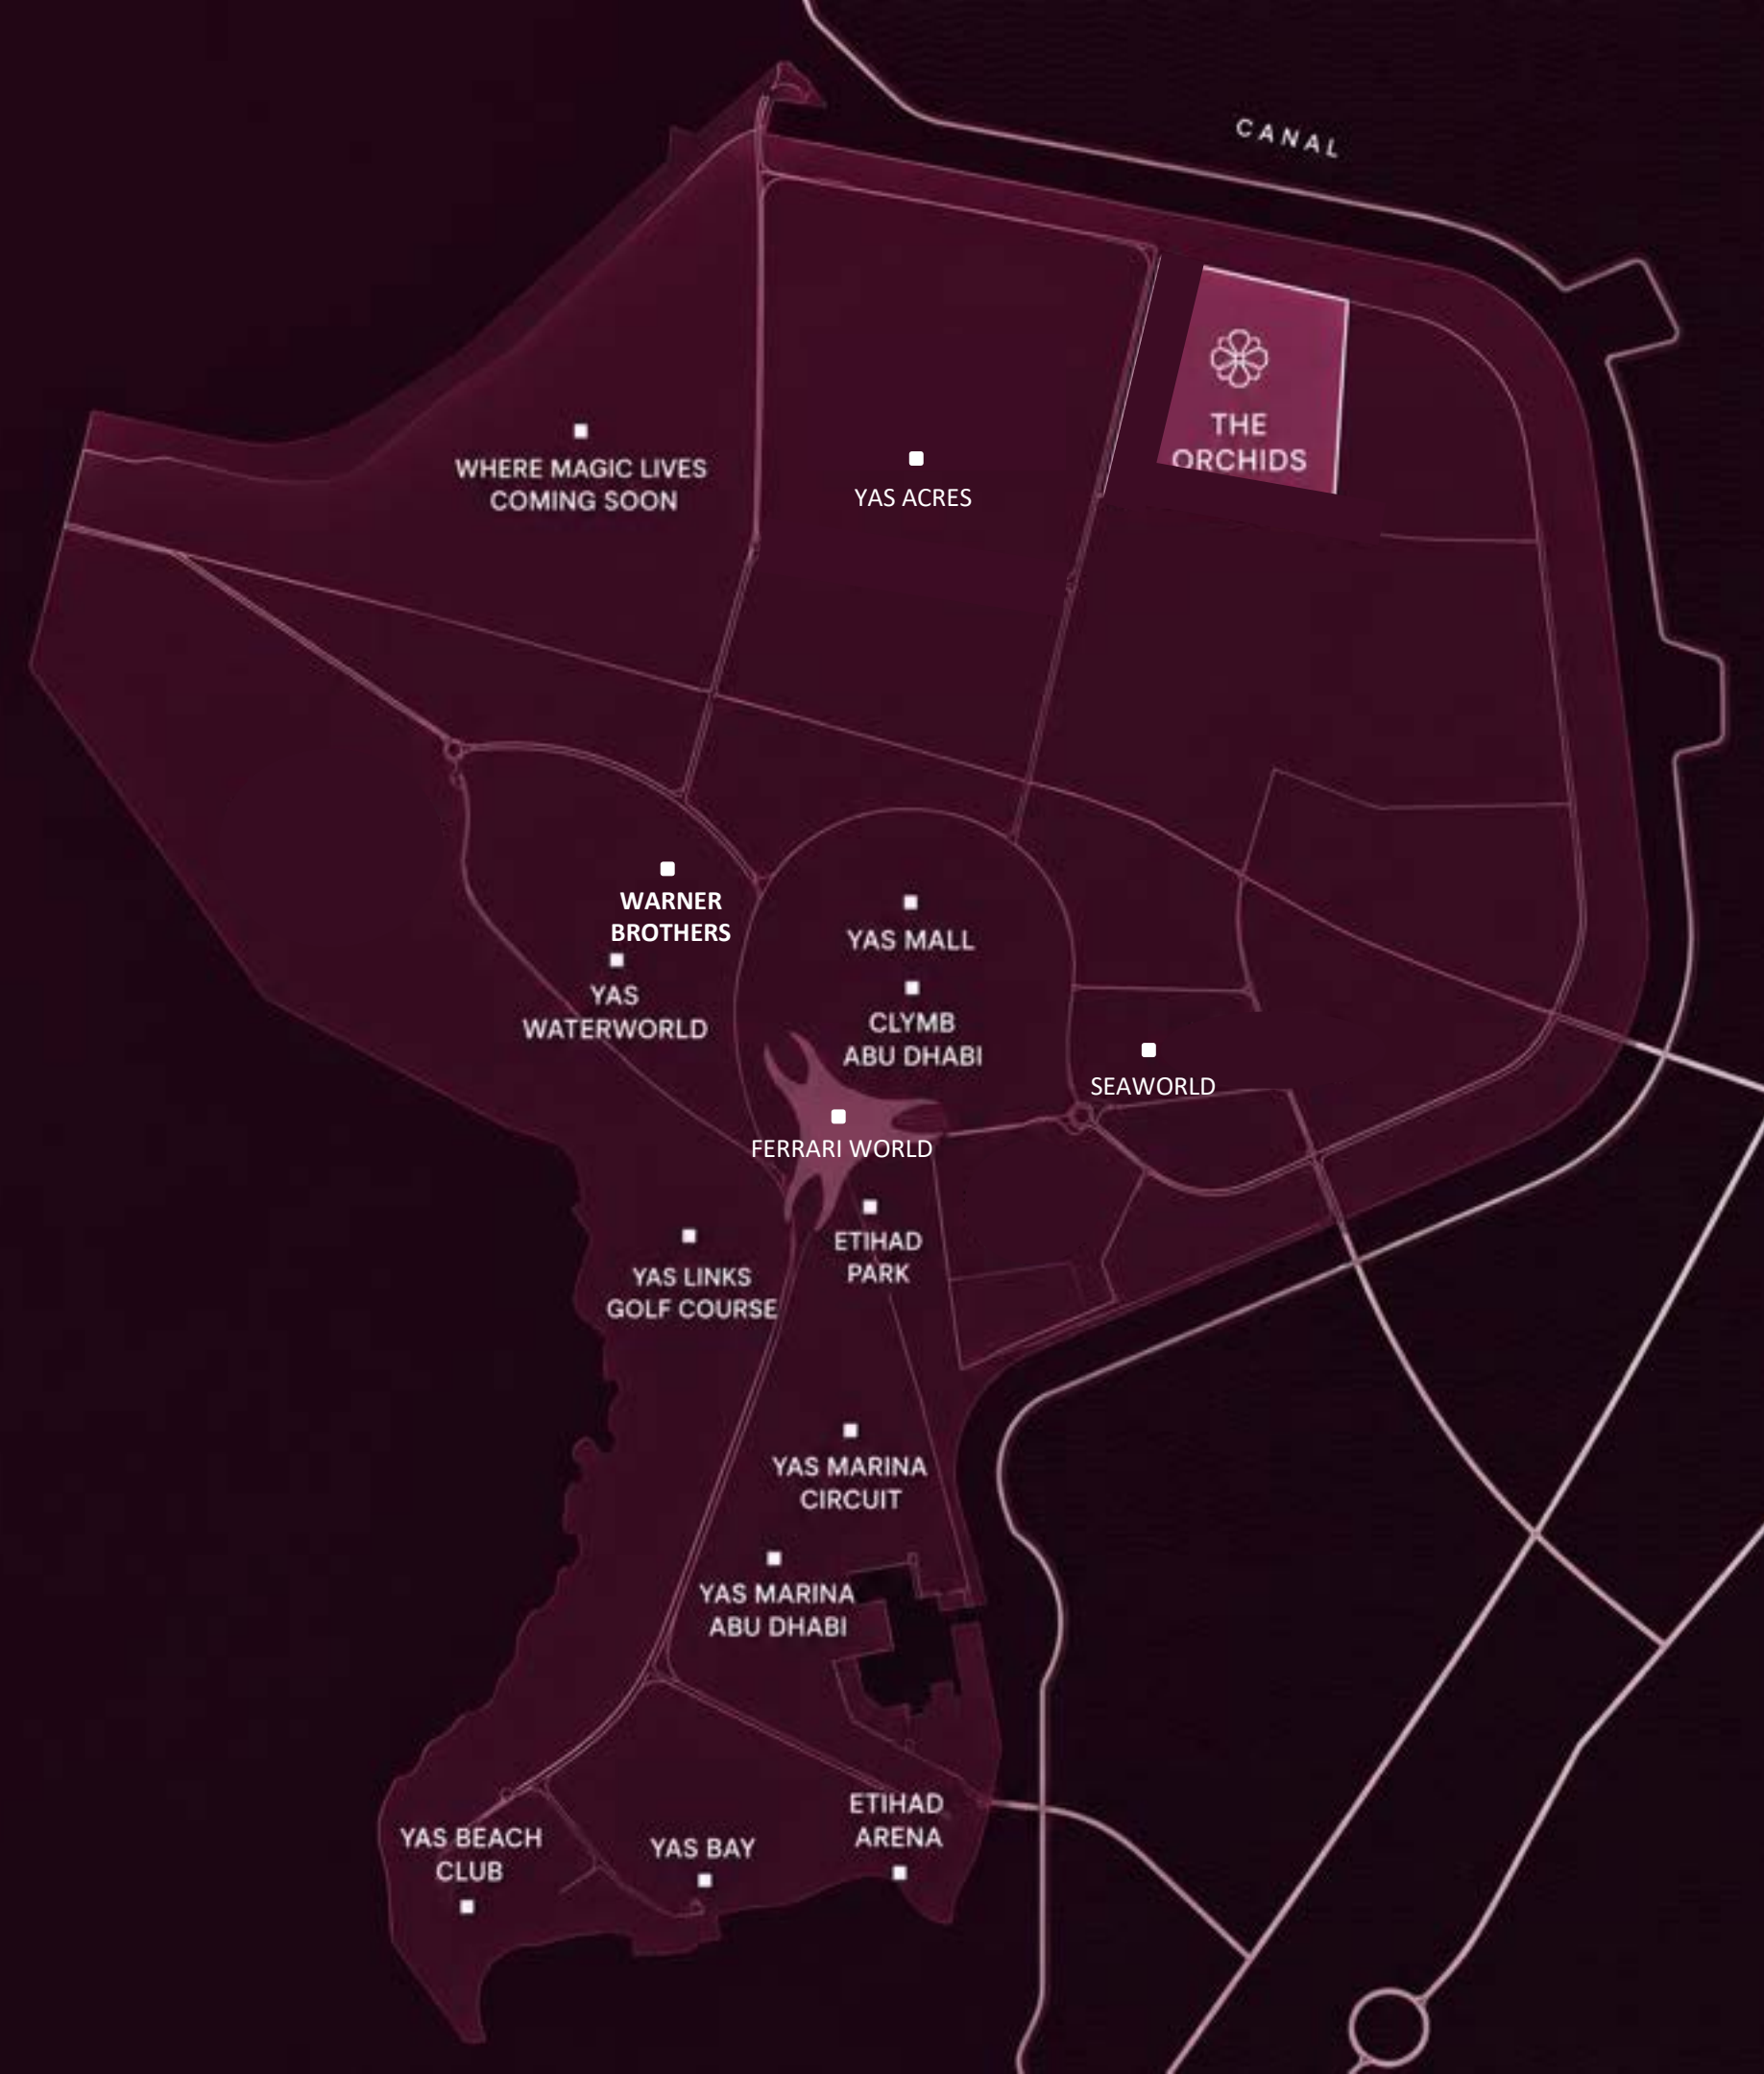 CANAL
THE
ORCHIDS
WHERE MAGIC LIVES
COMING SOON
YAS ACRES
WARNER
BROTHERS
YAS
WATERWORLD
YAS MALL
CLYMB
ABU DHABI
SEAWORLD
FERRARI WORLD
ETIHAD
PARK
YAS LINKS
GOLF COURSE
YAS MARINA
CIRCUIT
YAS MARINA
ABU DHABI
ETIHAD
ARENA
YAS BEACH
CLUB
YAS BAY